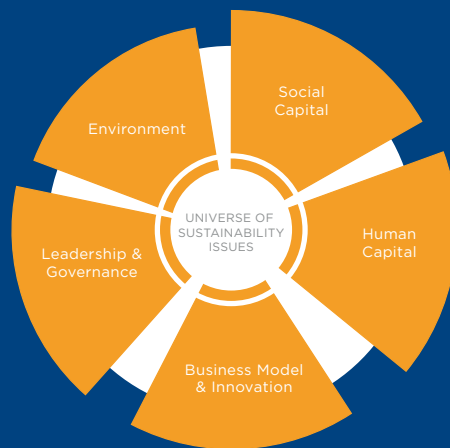 Social
Capital
Environment
UNIVERSE OF
SUSTAINABILITY
ISSUES
Human
Capital
Leadership &
Governance
Business Model
& Innovation